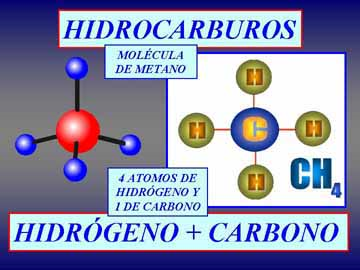 HIDROCARBUROS
MOLÉCULA
DE METANO
H
H
C
H
H
CH4
4 ATOMOS DE
HIDRÓGENO Y
1 DE CARBONO
HIDRÓGENO + CARBONO